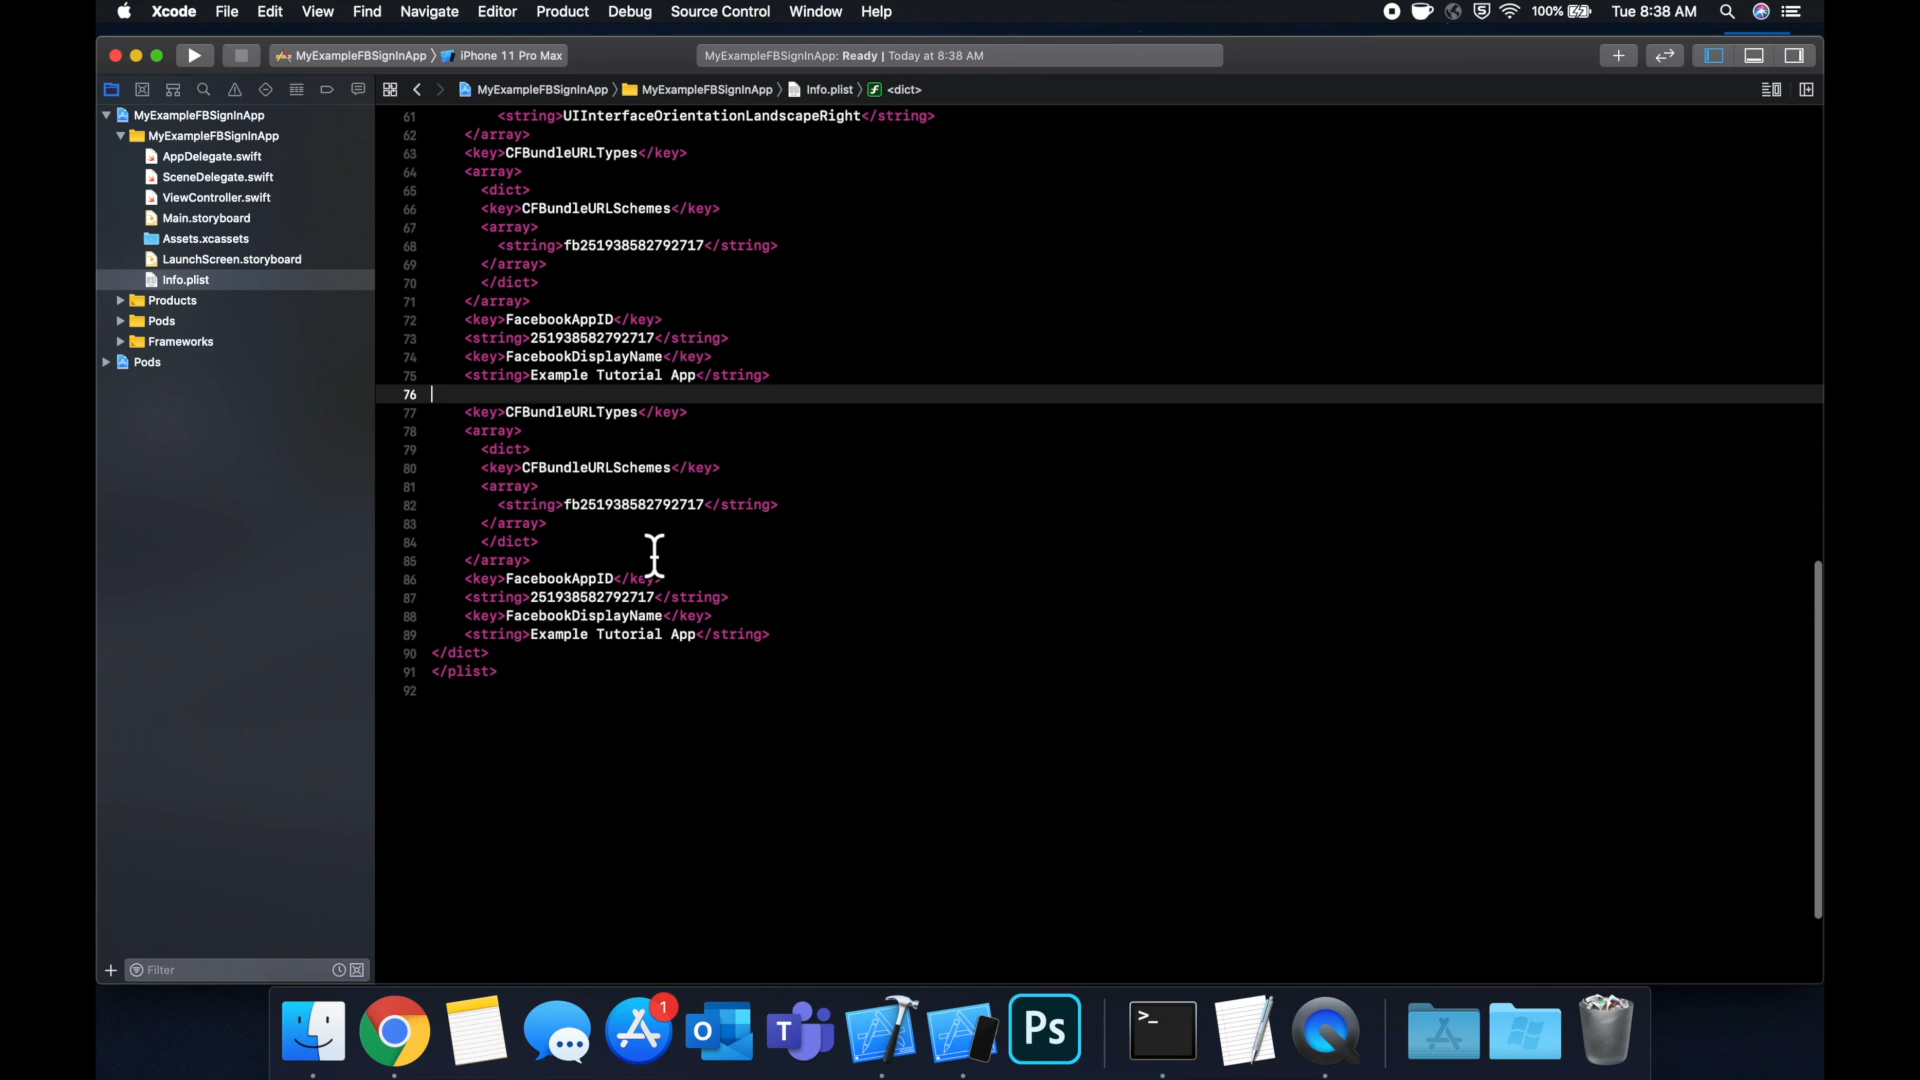 Xcode File Edit View Find Navigate Editor Product Debug Source Control Window Help 5 100% Tue 8:38 AM
MyExampleFBSignInApp iPhone 11 Pro Max MyExampleFBSignInApp: Ready | Today at 8:38 AM
MyExampleFBSignInApp MyExampleFBSignInApp Info.plist <dict>
MyExampleFBSignInApp
MyExampleFBSignInApp
AppDelegate.swift
SceneDelegate.swift
ViewController.swift
Main.storyboard
Assets.xcassets
LaunchScreen.storyboard
Info.plist
Products
Pods
Frameworks
Pods
61 <string>UIInterfaceOrientationLandscapeRight</string>
62 </array>
63 <key>CFBundleURLTypes</key>
64 <array>
65 <dict>
66 <key>CFBundleURLSchemes</key>
67 <array>
68 <string>fb251938582792717</string>
69 </array>
70 </dict>
71 </array>
72 <key>FacebookAppID</key>
73 <string>251938582792717</string>
74 <key>FacebookDisplayName</key>
75 <string>Example Tutorial App</string>
76
77 <key>CFBundleURLTypes</key>
78 <array>
79 <dict>
80 <key>CFBundleURLSchemes</key>
81 <array>
82 <string>fb251938582792717</string>
83 </array>
84 </dict>
85 </array>
86 <key>FacebookAppID</key>
87 <string>251938582792717</string>
88 <key>FacebookDisplayName</key>
89 <string>Example Tutorial App</string>
90 </dict>
91 </plist>
92
Filter
1
O
T
Ps
>_